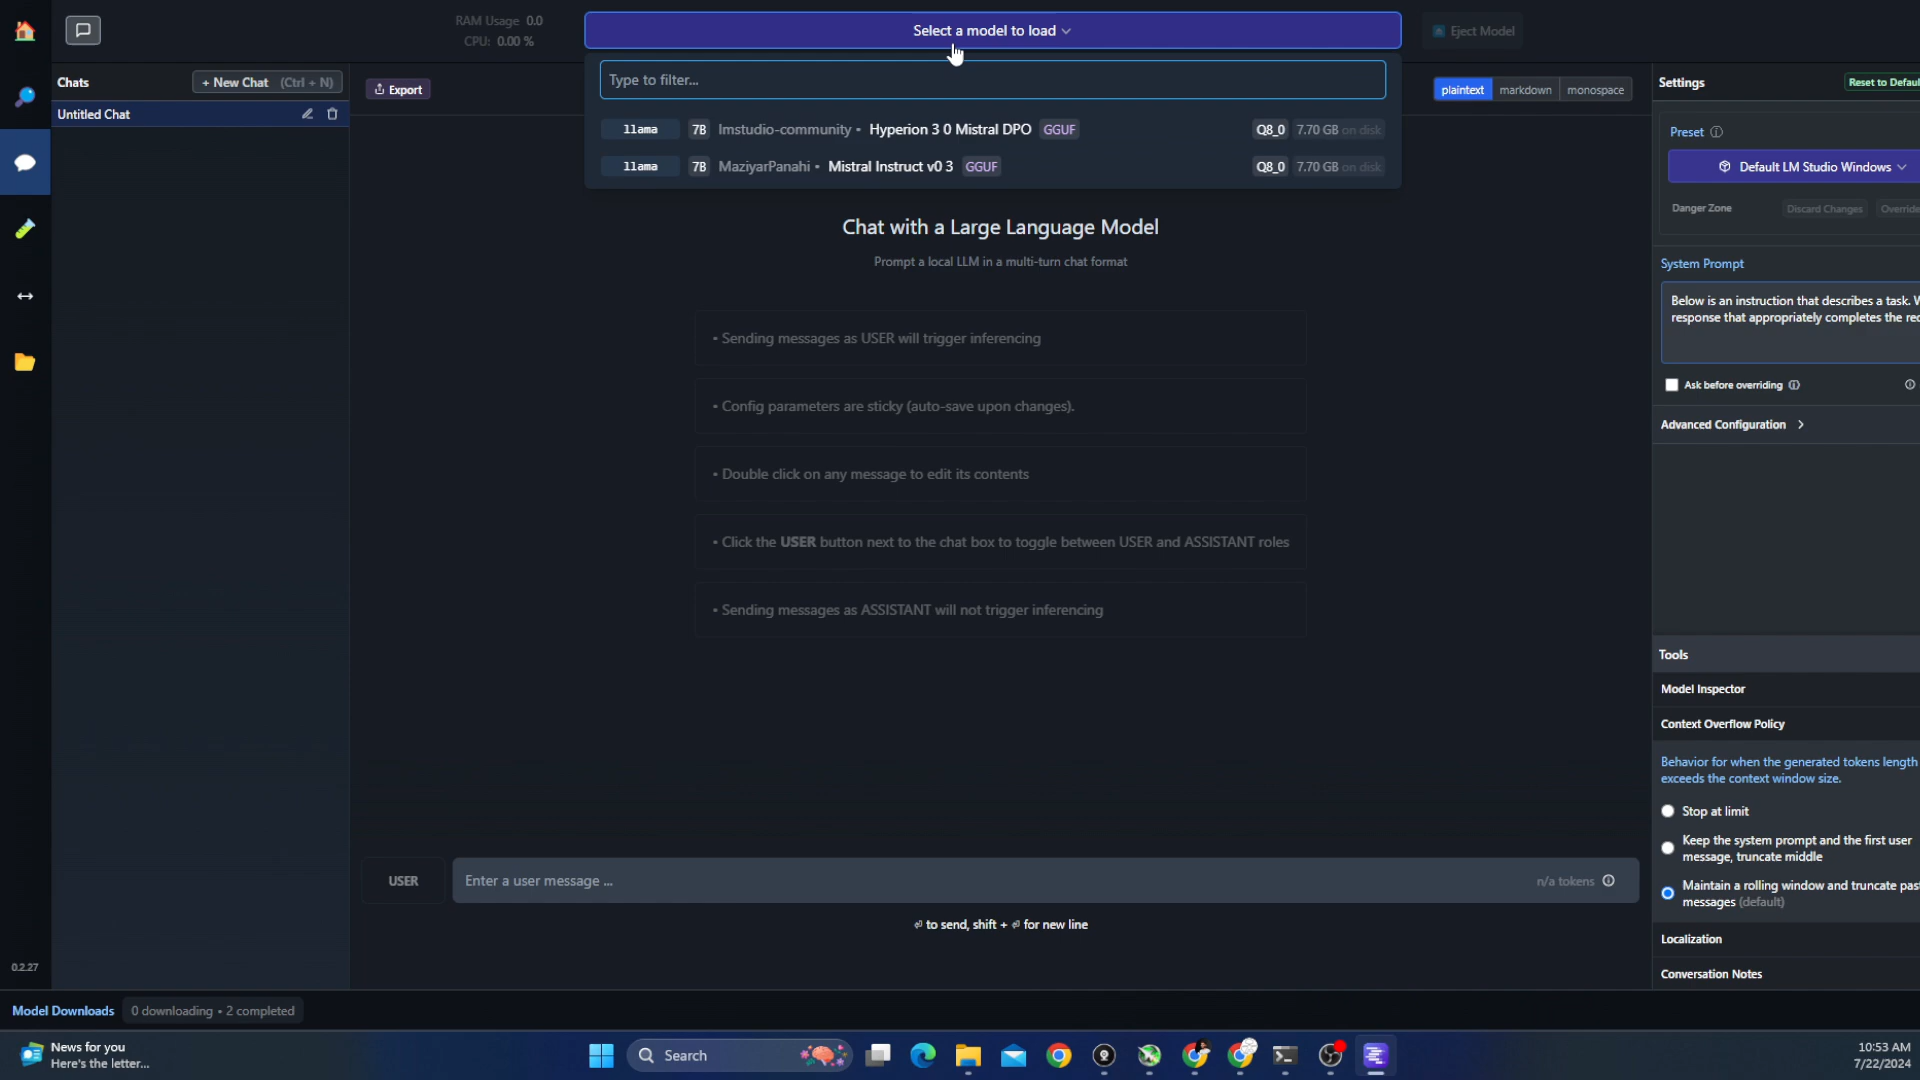 RAM Usage 0.0
CPU: 0.00 %
Select a model to load
Eject Model
Chats
+ New Chat (Ctrl + N)
Untitled Chat
Export
Type to filter...
llama 7B lmstudio-community • Hyperion 3 0 Mistral DPO GGUF Q8_0 7.70 GB on disk
llama 7B MaziyarPanahi • Mistral Instruct v0 3 GGUF Q8_0 7.70 GB on disk
plaintext markdown monospace
Chat with a Large Language Model
Prompt a local LLM in a multi-turn chat format
• Sending messages as USER will trigger inferencing
• Config parameters are sticky (auto-save upon changes).
• Double click on any message to edit its contents
• Click the USER button next to the chat box to toggle between USER and ASSISTANT roles
• Sending messages as ASSISTANT will not trigger inferencing
USER
Enter a user message ...
n/a tokens
⏎ to send, shift + ⏎ for new line
Settings
Reset to Defaul
Preset
Default LM Studio Windows
Danger Zone
Discard Changes
Override
System Prompt
Below is an instruction that describes a task. W
response that appropriately completes the rec
Ask before overriding
Advanced Configuration
Tools
Model Inspector
Context Overflow Policy
Behavior for when the generated tokens length
exceeds the context window size.
Stop at limit
Keep the system prompt and the first user
message, truncate middle
Maintain a rolling window and truncate past
messages (default)
Localization
Conversation Notes
0.2.27
Model Downloads 0 downloading • 2 completed
News for you
Here's the letter...
Search
10:53 AM
7/22/2024